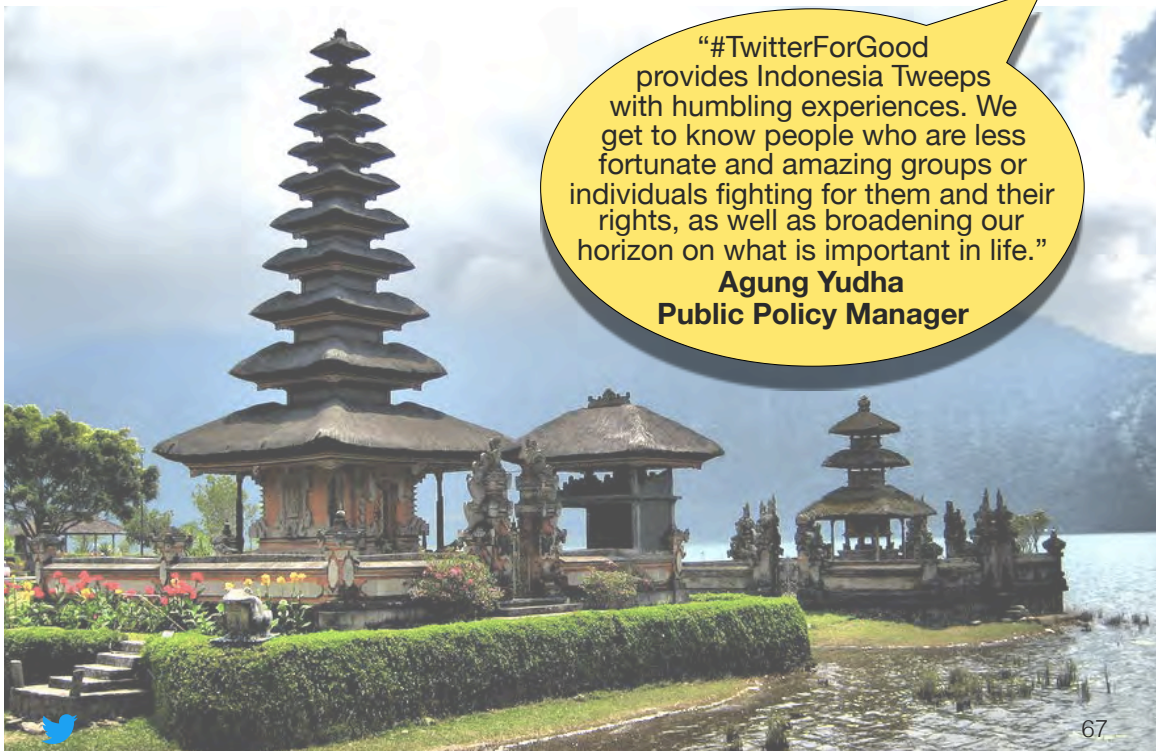 “#TwitterForGood
provides Indonesia Tweeps
with humbling experiences. We
get to know people who are less
fortunate and amazing groups or
individuals fighting for them and their
rights, as well as broadening our
horizon on what is important in life.”
Agung Yudha
Public Policy Manager
67